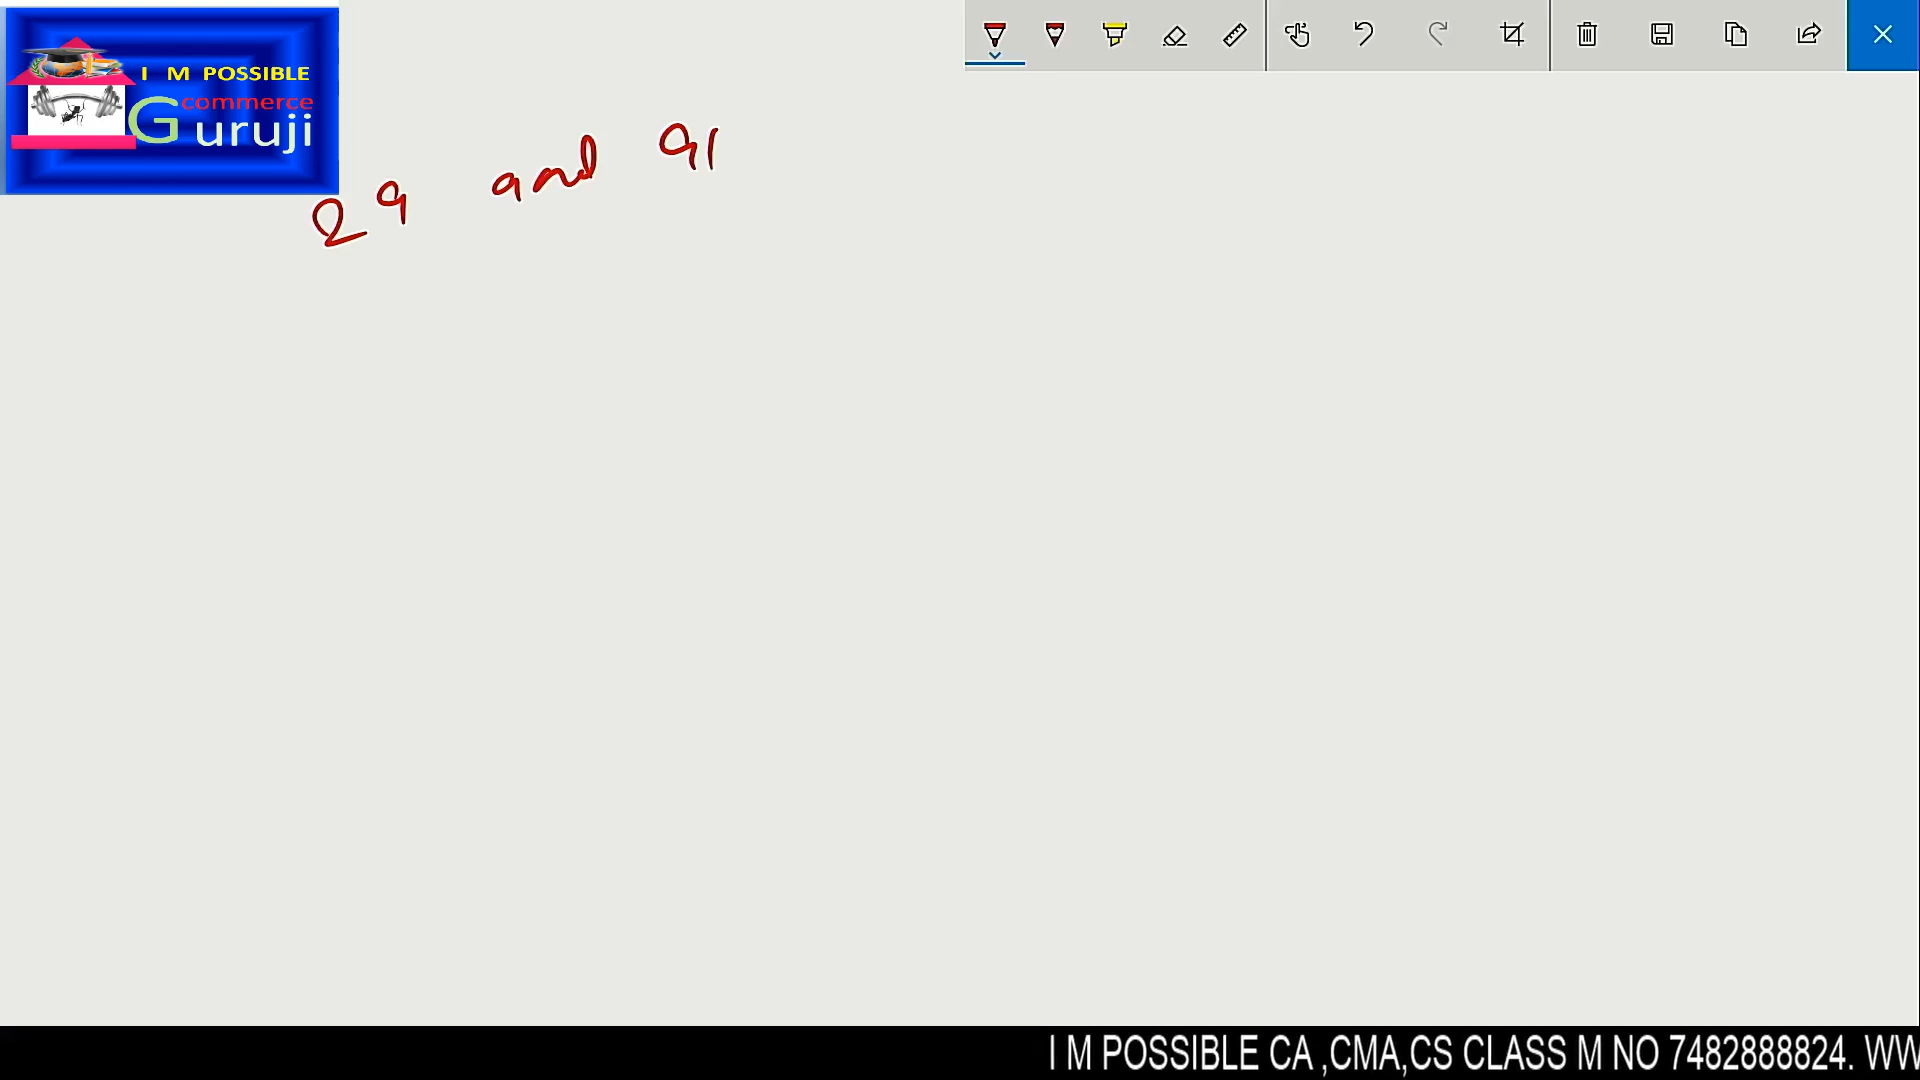 I M POSSIBLE
commerce
Guruji
29 and 91
I M POSSIBLE CA ,CMA,CS CLASS M NO 7482888824. WW